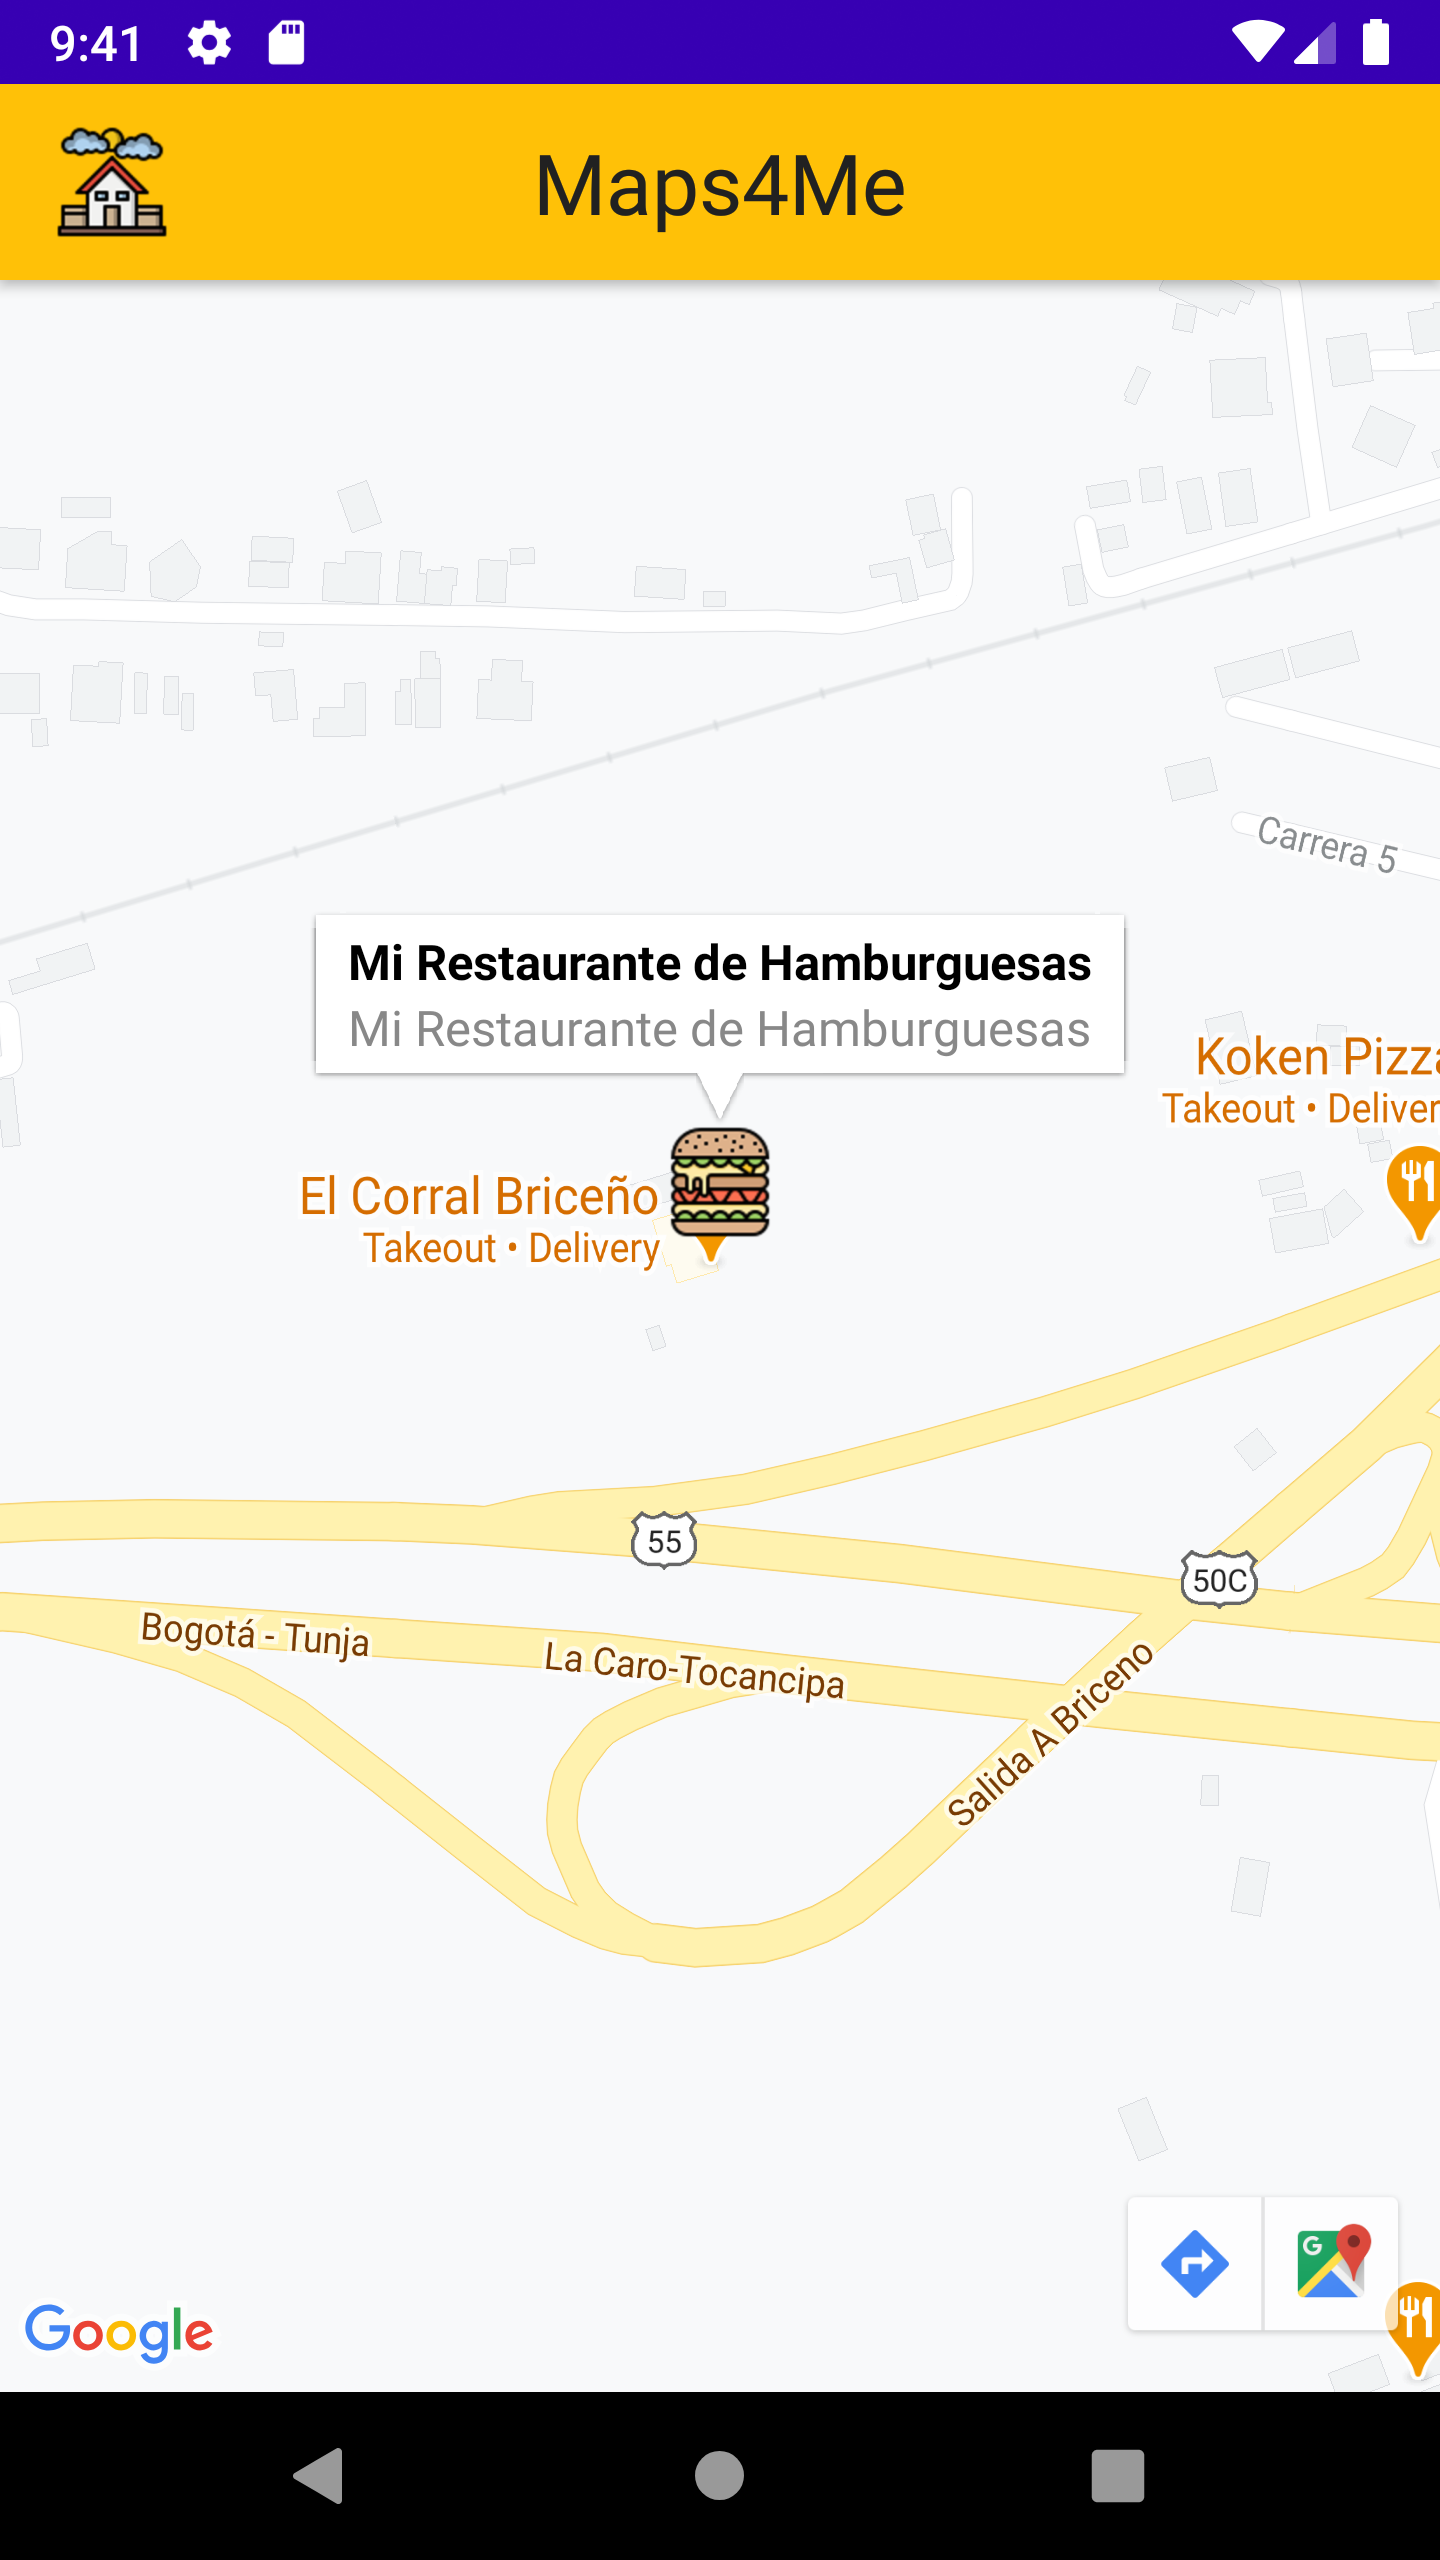 9:41
Maps4Me
Carrera 5
Mi Restaurante de Hamburguesas
Mi Restaurante de Hamburguesas
Koken Pizza
Takeout • Deliver
El Corral Briceño
Takeout • Delivery
55
50C
Bogotá - Tunja
La Caro-Tocancipa
Salida A Briceno
G
Google